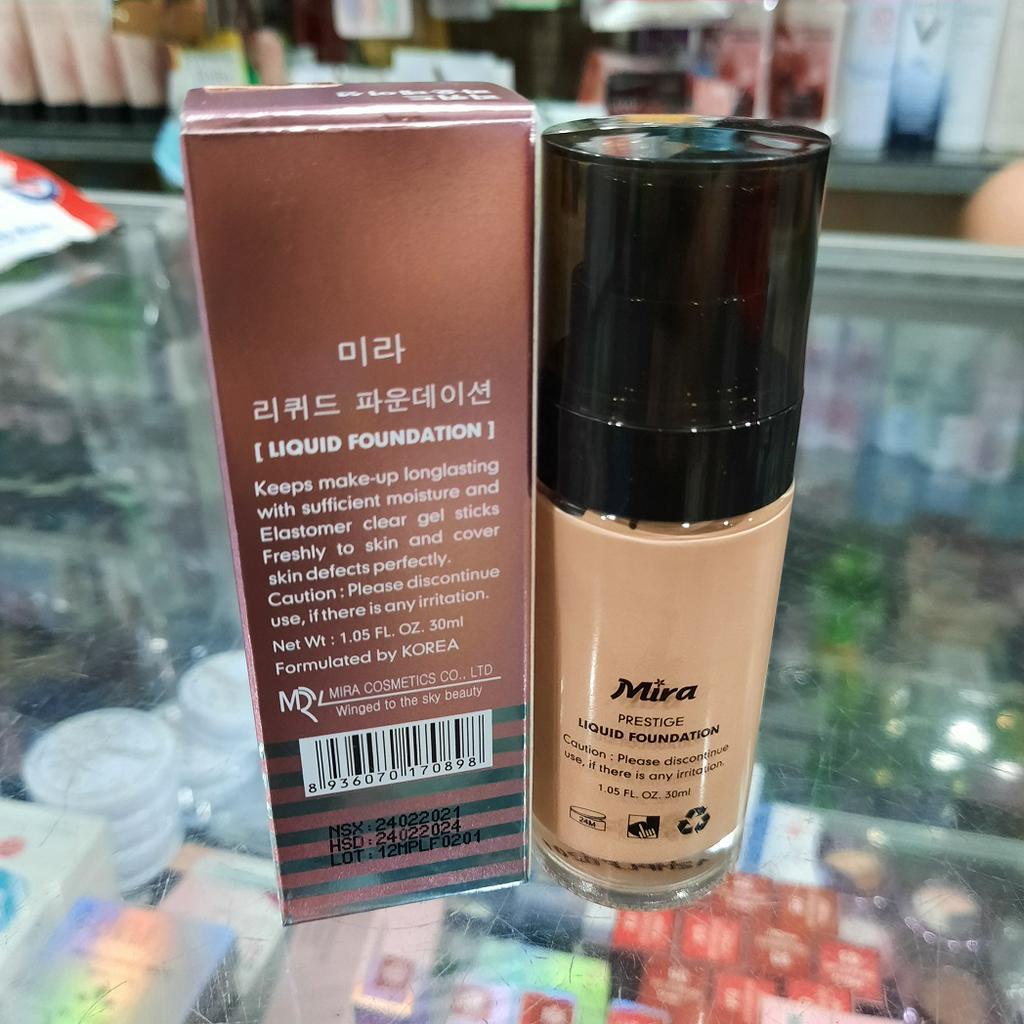 미라
리퀴드 파운데이션
[ LIQUID FOUNDATION ]
Keeps make-up longlasting
with sufficient moisture and
Elastomer clear gel sticks
Freshly to skin and cover
skin defects perfectly.
Caution : Please discontinue
use, if there is any irritation.
Net Wt : 1.05 FL. OZ. 30ml
Formulated by KOREA
MIRA COSMETICS CO., LTD
Winged to the sky beauty
8 936070 170898
NSX:24022021
HSD:24022024
LOT:12MPLF0201
Mira
PRESTIGE
LIQUID FOUNDATION
Caution : Please discontinue
use, if there is any irritation.
1.05 FL. OZ. 30ml
24M